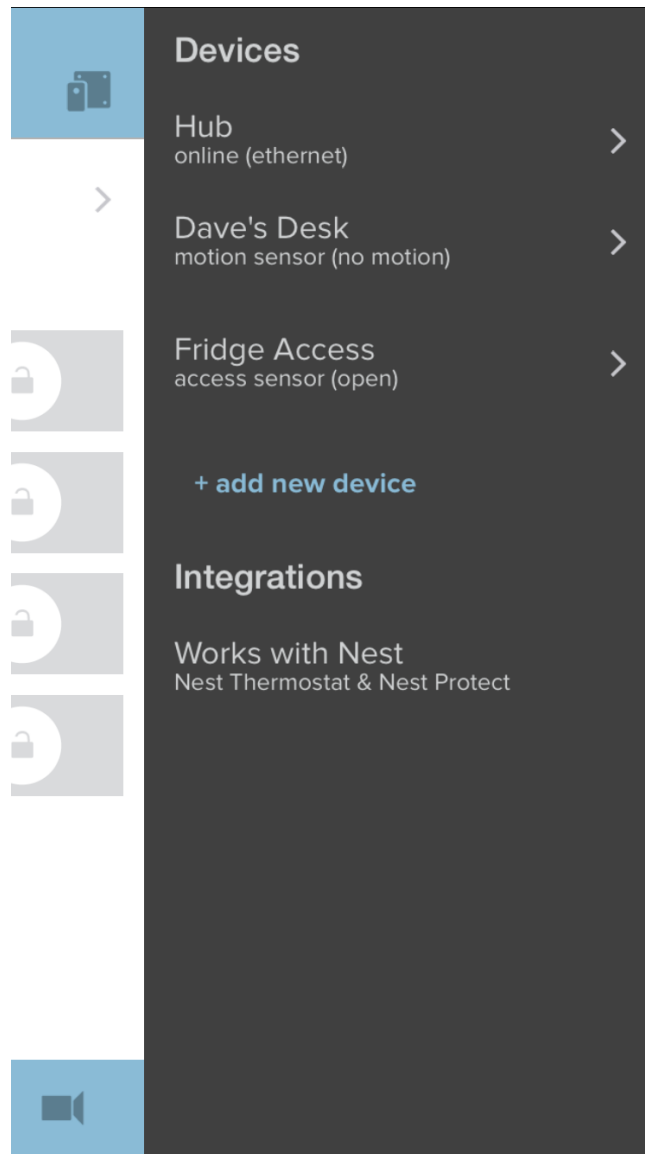 Devices
Hub
online (ethernet)
Dave's Desk
motion sensor (no motion)
Fridge Access
access sensor (open)
+ add new device
Integrations
Works with Nest
Nest Thermostat & Nest Protect